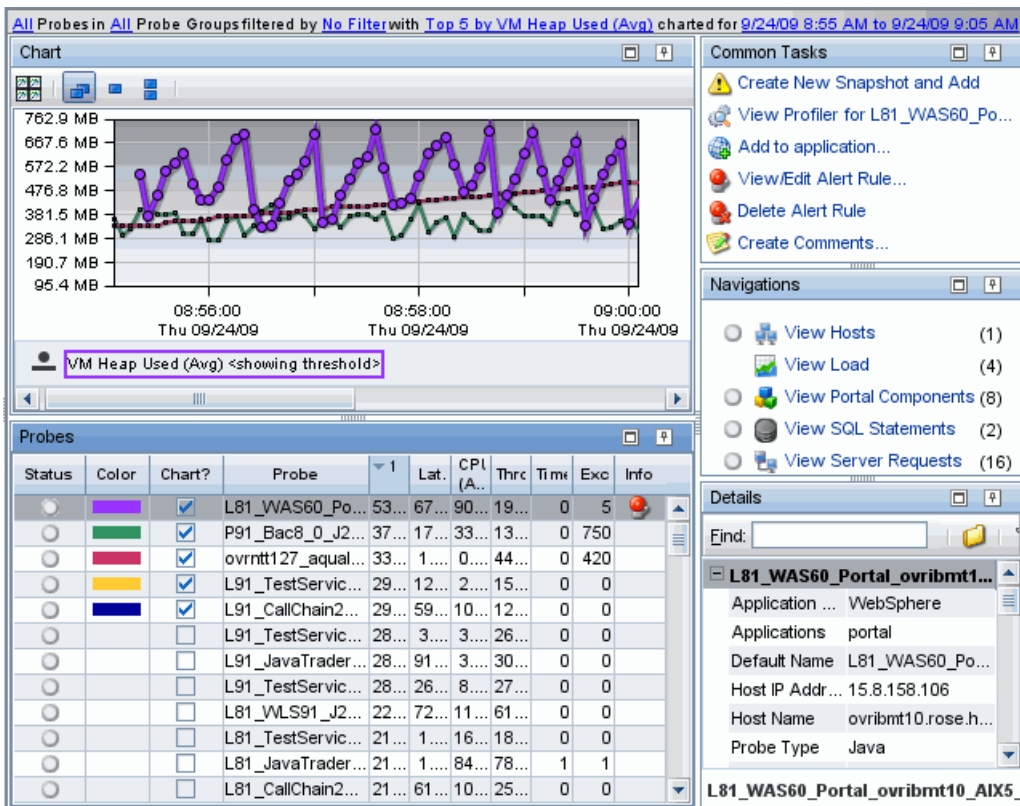 All Probes in All Probe Groups filtered by No Filter with Top 5 by VM Heap Used (Avg) charted for 9/24/09 8:55 AM to 9/24/09 9:05 AM
Chart
762.9 MB
667.6 MB
572.2 MB
476.8 MB
381.5 MB
286.1 MB
190.7 MB
95.4 MB
08:56:00 08:58:00 09:00:00
Thu 09/24/09 Thu 09/24/09 Thu 09/24/09
VM Heap Used (Avg) <showing threshold>
Probes
Status Color Chart? Probe 1 Lat. CPU (A... Thro Time Exc Info
L81_WAS60_Po... 53... 67... 90... 19... 0 5
P91_Bac8_0_J2... 37... 17... 33... 13... 0 750
ovrntt127_aqual... 33... 1.... 0.... 44... 0 420
L91_TestServic... 29... 12... 2.... 15... 0 0
L91_CallChain2... 29... 59... 10... 12... 0 0
L91_TestServic... 28... 3.... 3... 26... 0 0
L91_JavaTrader... 28... 91... 3.... 30... 0 0
L91_TestServic... 28... 26... 8.... 27... 0 0
L81_WLS91_J2... 22... 72... 11... 61... 0 0
L81_TestServic... 21... 1.... 16... 18... 0 0
L81_JavaTrader... 21... 1.... 84... 78... 1 1
L81_CallChain2... 21... 61... 10... 25... 0 0
Common Tasks
Create New Snapshot and Add
View Profiler for L81_WAS60_Po...
Add to application...
View/Edit Alert Rule...
Delete Alert Rule
Create Comments...
Navigations
View Hosts (1)
View Load (4)
View Portal Components (8)
View SQL Statements (2)
View Server Requests (16)
Details
Find:
L81_WAS60_Portal_ovribmt1...
Application ... WebSphere
Applications portal
Default Name L81_WAS60_Po...
Host IP Addr... 15.8.158.106
Host Name ovribmt10.rose.h...
Probe Type Java
L81_WAS60_Portal_ovribmt10_AIX5_